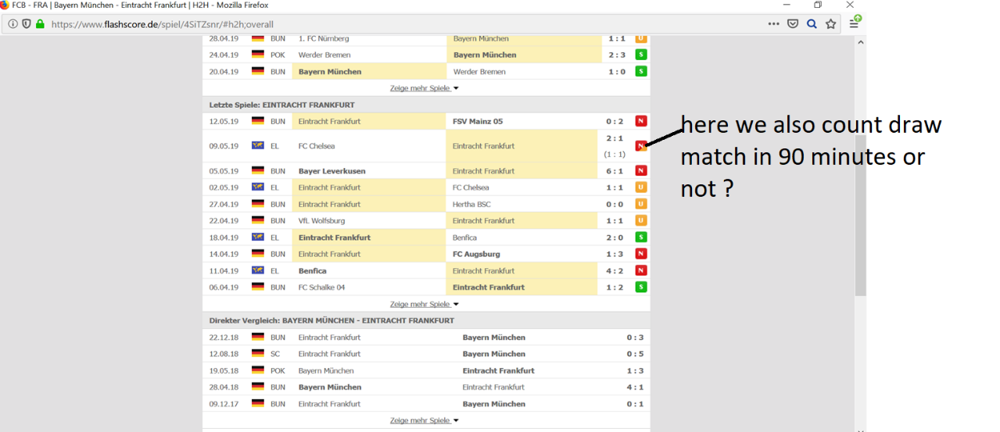 FCB - FRA | Bayern München - Eintracht Frankfurt | H2H - Mozilla Firefox
https://www.flashscore.de/spiel/4SiTZsnr/#h2h;overall
28.04.19 BUN 1. FC Nürnberg Bayern München 1 : 1 U
24.04.19 POK Werder Bremen Bayern München 2 : 3 S
20.04.19 BUN Bayern München Werder Bremen 1 : 0 S
Zeige mehr Spiele
Letzte Spiele: EINTRACHT FRANKFURT
12.05.19 BUN Eintracht Frankfurt FSV Mainz 05 0 : 2 N
09.05.19 EL FC Chelsea Eintracht Frankfurt 2 : 1 (1 : 1) N
05.05.19 BUN Bayer Leverkusen Eintracht Frankfurt 6 : 1 N
02.05.19 EL Eintracht Frankfurt FC Chelsea 1 : 1 U
27.04.19 BUN Eintracht Frankfurt Hertha BSC 0 : 0 U
22.04.19 BUN VfL Wolfsburg Eintracht Frankfurt 1 : 1 U
18.04.19 EL Eintracht Frankfurt Benfica 2 : 0 S
14.04.19 BUN Eintracht Frankfurt FC Augsburg 1 : 3 N
11.04.19 EL Benfica Eintracht Frankfurt 4 : 2 N
06.04.19 BUN FC Schalke 04 Eintracht Frankfurt 1 : 2 S
Zeige mehr Spiele
Direkter Vergleich: BAYERN MÜNCHEN - EINTRACHT FRANKFURT
22.12.18 BUN Eintracht Frankfurt Bayern München 0 : 3
12.08.18 SC Eintracht Frankfurt Bayern München 0 : 5
19.05.18 POK Bayern München Eintracht Frankfurt 1 : 3
28.04.18 BUN Bayern München Eintracht Frankfurt 4 : 1
09.12.17 BUN Eintracht Frankfurt Bayern München 0 : 1
Zeige mehr Spiele
here we also count draw
match in 90 minutes or
not ?